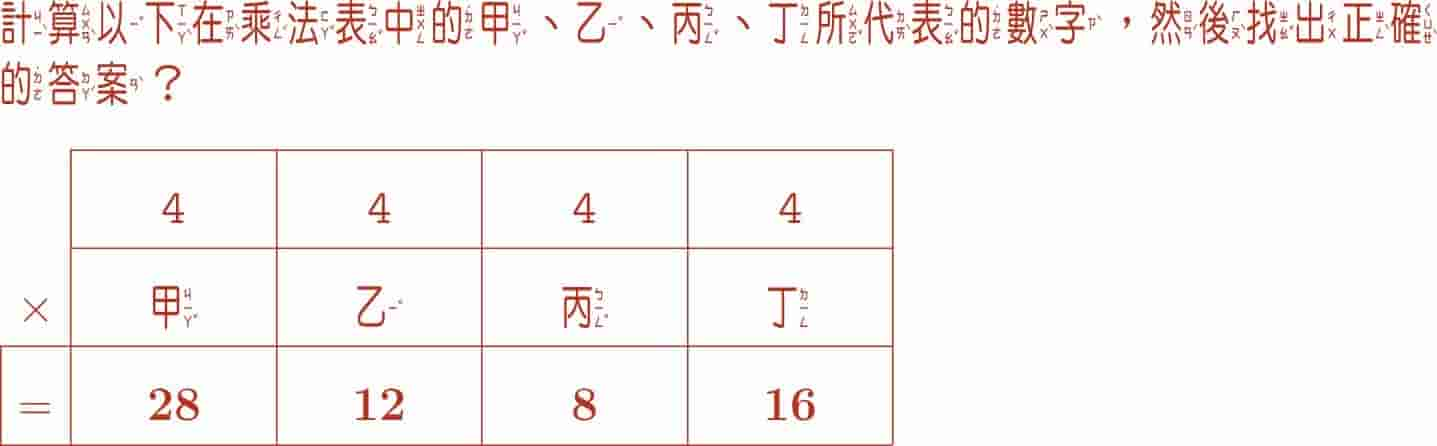 計算以下在乘法表中的甲、乙、丙、丁所代表的數字，然後找出正確
的答案？
4 4 4 4
× 甲 乙 丙 丁
= 28 12 8 16